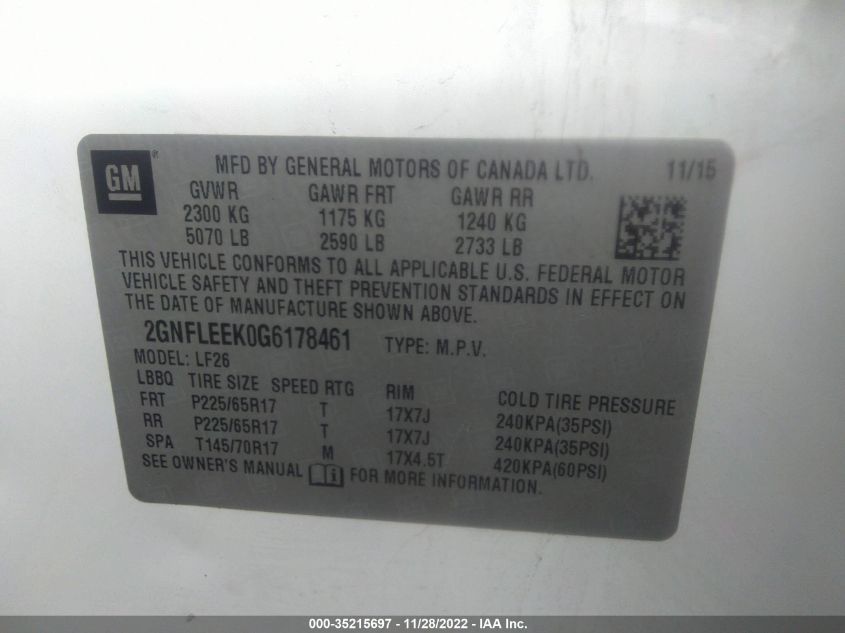 GM ® MFD BY GENERAL MOTORS OF CANADA LTD. 11/15
GVWR GAWR FRT GAWR RR
2300 KG 1175 KG 1240 KG
5070 LB 2590 LB 2733 LB
THIS VEHICLE CONFORMS TO ALL APPLICABLE U.S. FEDERAL MOTOR
VEHICLE SAFETY AND THEFT PREVENTION STANDARDS IN EFFECT ON
THE DATE OF MANUFACTURE SHOWN ABOVE.
2GNFLEEK0G6178461 TYPE: M.P.V.
MODEL: LF26
LBBQ TIRE SIZE SPEED RTG RIM COLD TIRE PRESSURE
FRT P225/65R17 T 17X7J 240KPA(35PSI)
RR P225/65R17 T 17X7J 240KPA(35PSI)
SPA T145/70R17 M 17X4.5T 420KPA(60PSI)
SEE OWNER'S MANUAL i FOR MORE INFORMATION.
000-35215697 - 11/28/2022 - IAA Inc.